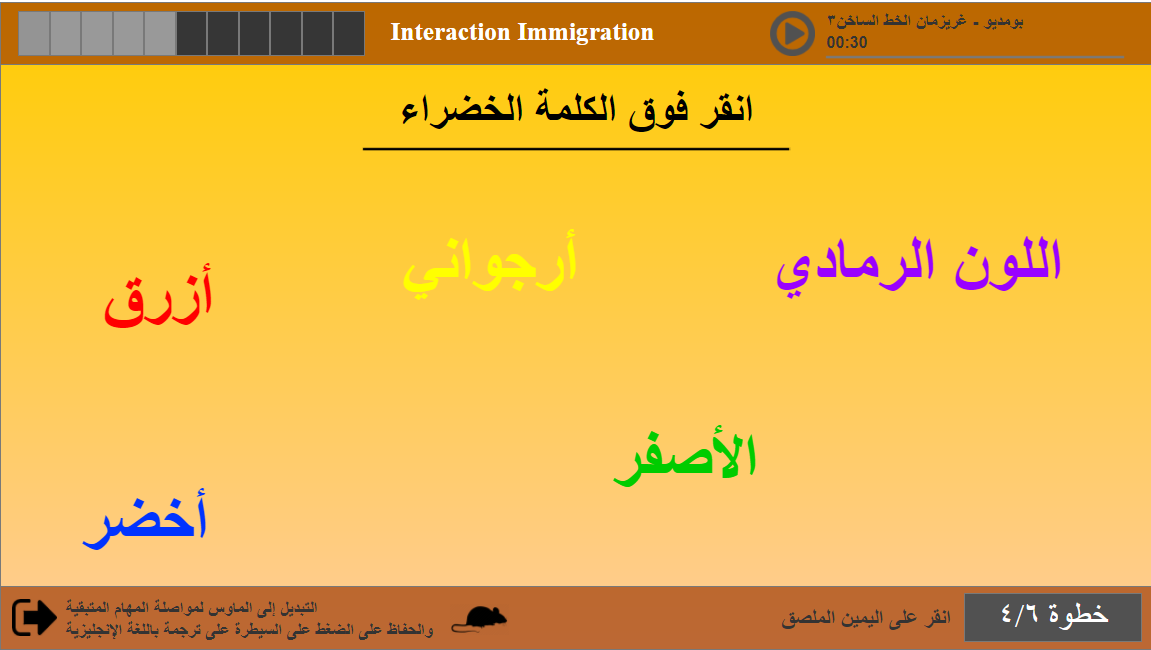 Interaction Immigration
بومديو - غريزمان الخط الساخن٣
00:30
انقر فوق الكلمة الخضراء
اللون الرمادي
أرجواني
أزرق
الأصفر
أخضر
خطوة ٤/٦
انقر على اليمين الملصق
التبديل إلى الماوس لمواصلة المهام المتبقية
والحفاظ على الضغط على السيطرة على ترجمة باللغة الإنجليزية